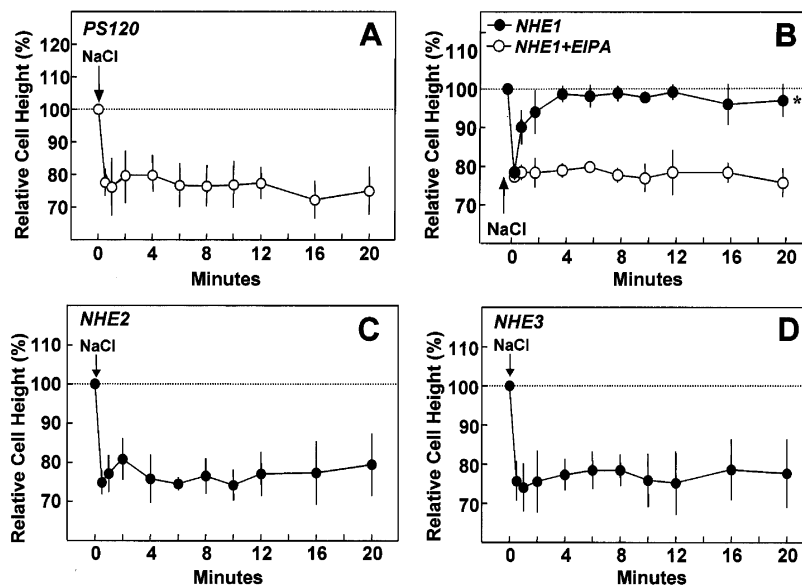 PS120
A
NaCl
Relative Cell Height (%)
120
110
100
90
80
70
0 4 8 12 16 20
Minutes
NHE1
NHE1+EIPA
B
Relative Cell Height (%)
110
100
90
80
70
*
NaCl
0 4 8 12 16 20
Minutes
NHE2
C
NaCl
Relative Cell Height (%)
110
100
90
80
70
0 4 8 12 16 20
Minutes
NHE3
D
NaCl
Relative Cell Height (%)
110
100
90
80
70
0 4 8 12 16 20
Minutes